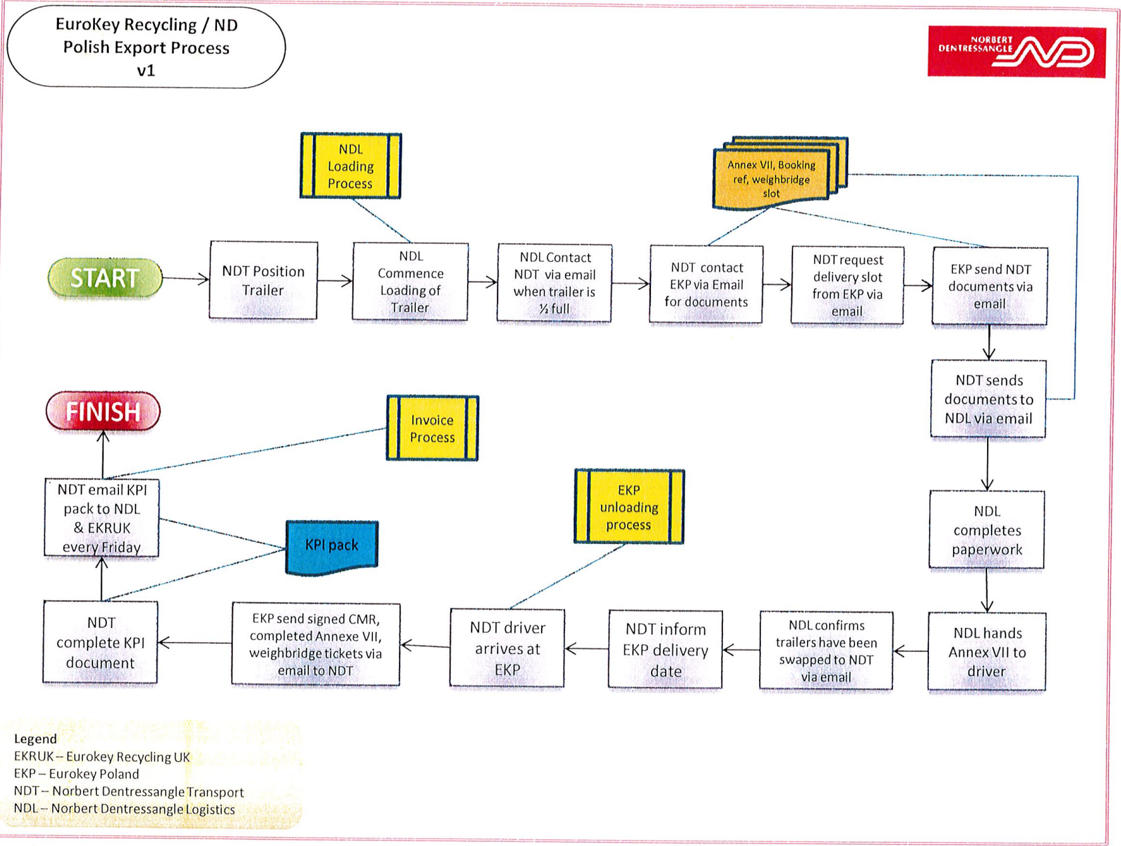 EuroKey Recycling / ND
Polish Export Process
v1
NORBERT
DENTRESSANGLE
ND
NDL
Loading
Process
Annex VII, Booking
ref, weighbridge
slot
START
NDT Position
Trailer
NDL
Commence
Loading of
Trailer
NDL Contact
NDT via email
when trailer is
½ full
NDT contact
EKP via Email
for documents
NDT request
delivery slot
from EKP via
email
EKP send NDT
documents via
email
NDT sends
documents to
NDL via email
NDL
completes
paperwork
NDL hands
Annex VII to
driver
NDL confirms
trailers have been
swapped to NDT
via email
NDT inform
EKP delivery
date
EKP
unloading
process
NDT driver
arrives at
EKP
EKP send signed CMR,
completed Annexe VII,
weighbridge tickets via
email to NDT
NDT
complete KPI
document
KPI pack
NDT email KPI
pack to NDL
& EKRUK
every Friday
Invoice
Process
FINISH
Legend
EKRUK – Eurokey Recycling UK
EKP – Eurokey Poland
NDT – Norbert Dentressangle Transport
NDL – Norbert Dentressangle Logistics